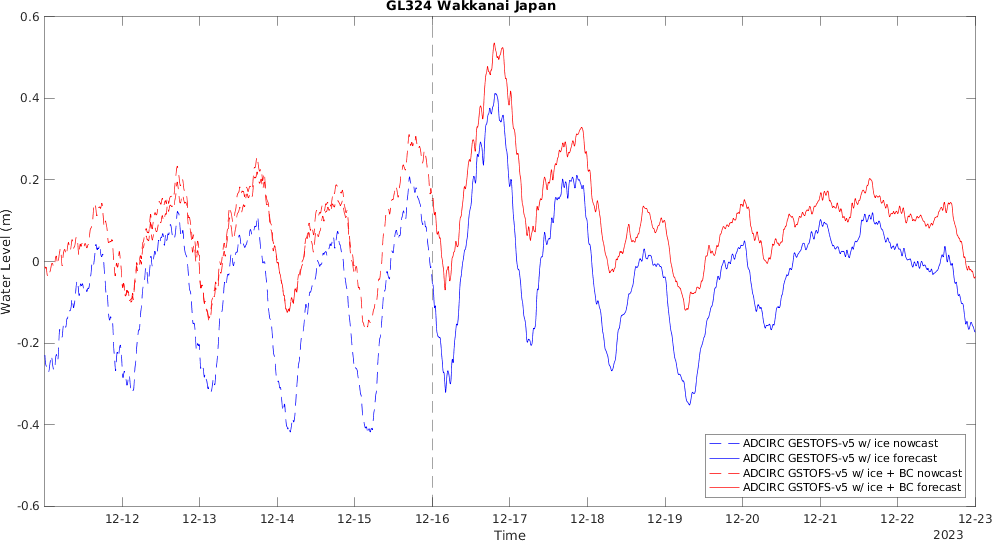 GL324 Wakkanai Japan
0.6
0.4
0.2
0
-0.2
-0.4
-0.6
Water Level (m)
ADCIRC GESTOFS-v5 w/ ice nowcast
ADCIRC GESTOFS-v5 w/ ice forecast
ADCIRC GSTOFS-v5 w/ ice + BC nowcast
ADCIRC GSTOFS-v5 w/ ice + BC forecast
12-12 12-13 12-14 12-15 12-16 12-17 12-18 12-19 12-20 12-21 12-22 12-23
Time
2023